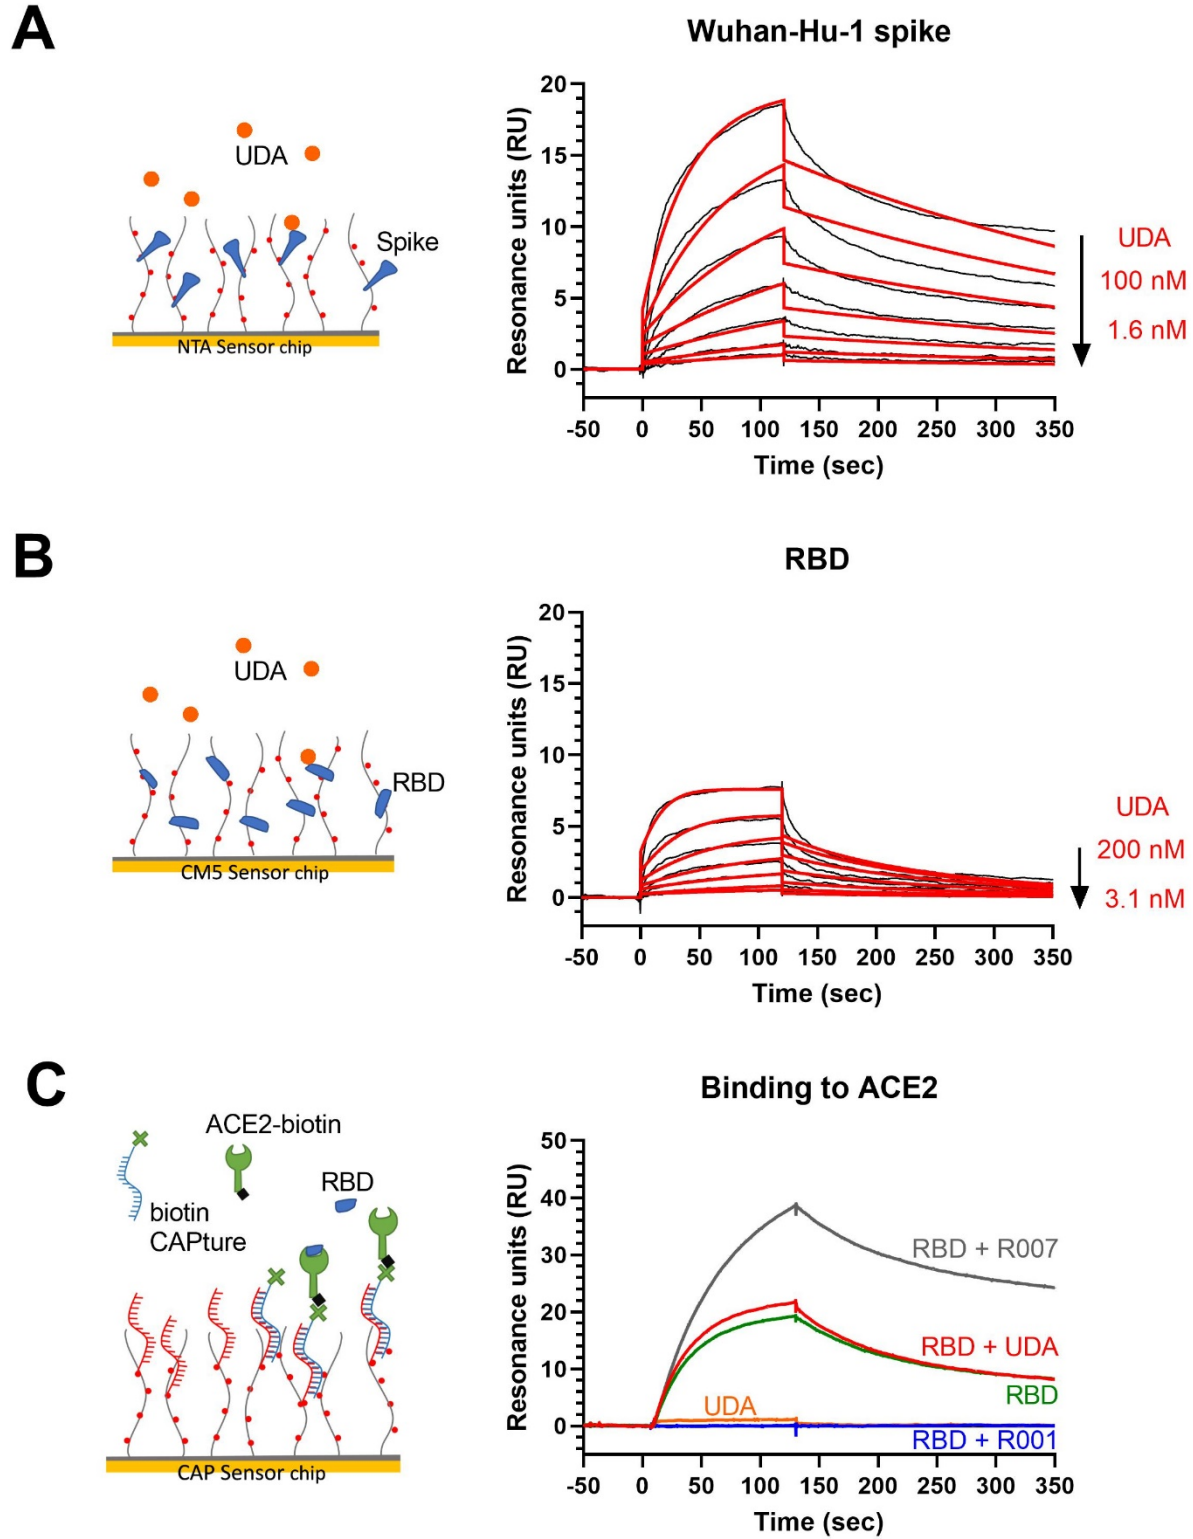 A
Wuhan-Hu-1 spike
UDA
Spike
NTA Sensor chip
Resonance units (RU)
20
15
10
5
0
-50 0 50 100 150 200 250 300 350
Time (sec)
UDA
100 nM
1.6 nM
B
RBD
UDA
RBD
CM5 Sensor chip
Resonance units (RU)
20
15
10
5
0
-50 0 50 100 150 200 250 300 350
Time (sec)
UDA
200 nM
3.1 nM
C
Binding to ACE2
ACE2-biotin
RBD
biotin
CAPture
CAP Sensor chip
Resonance units (RU)
50
40
30
20
10
0
RBD + R007
RBD + UDA
RBD
UDA
RBD + R001
-50 0 50 100 150 200 250 300 350
Time (sec)